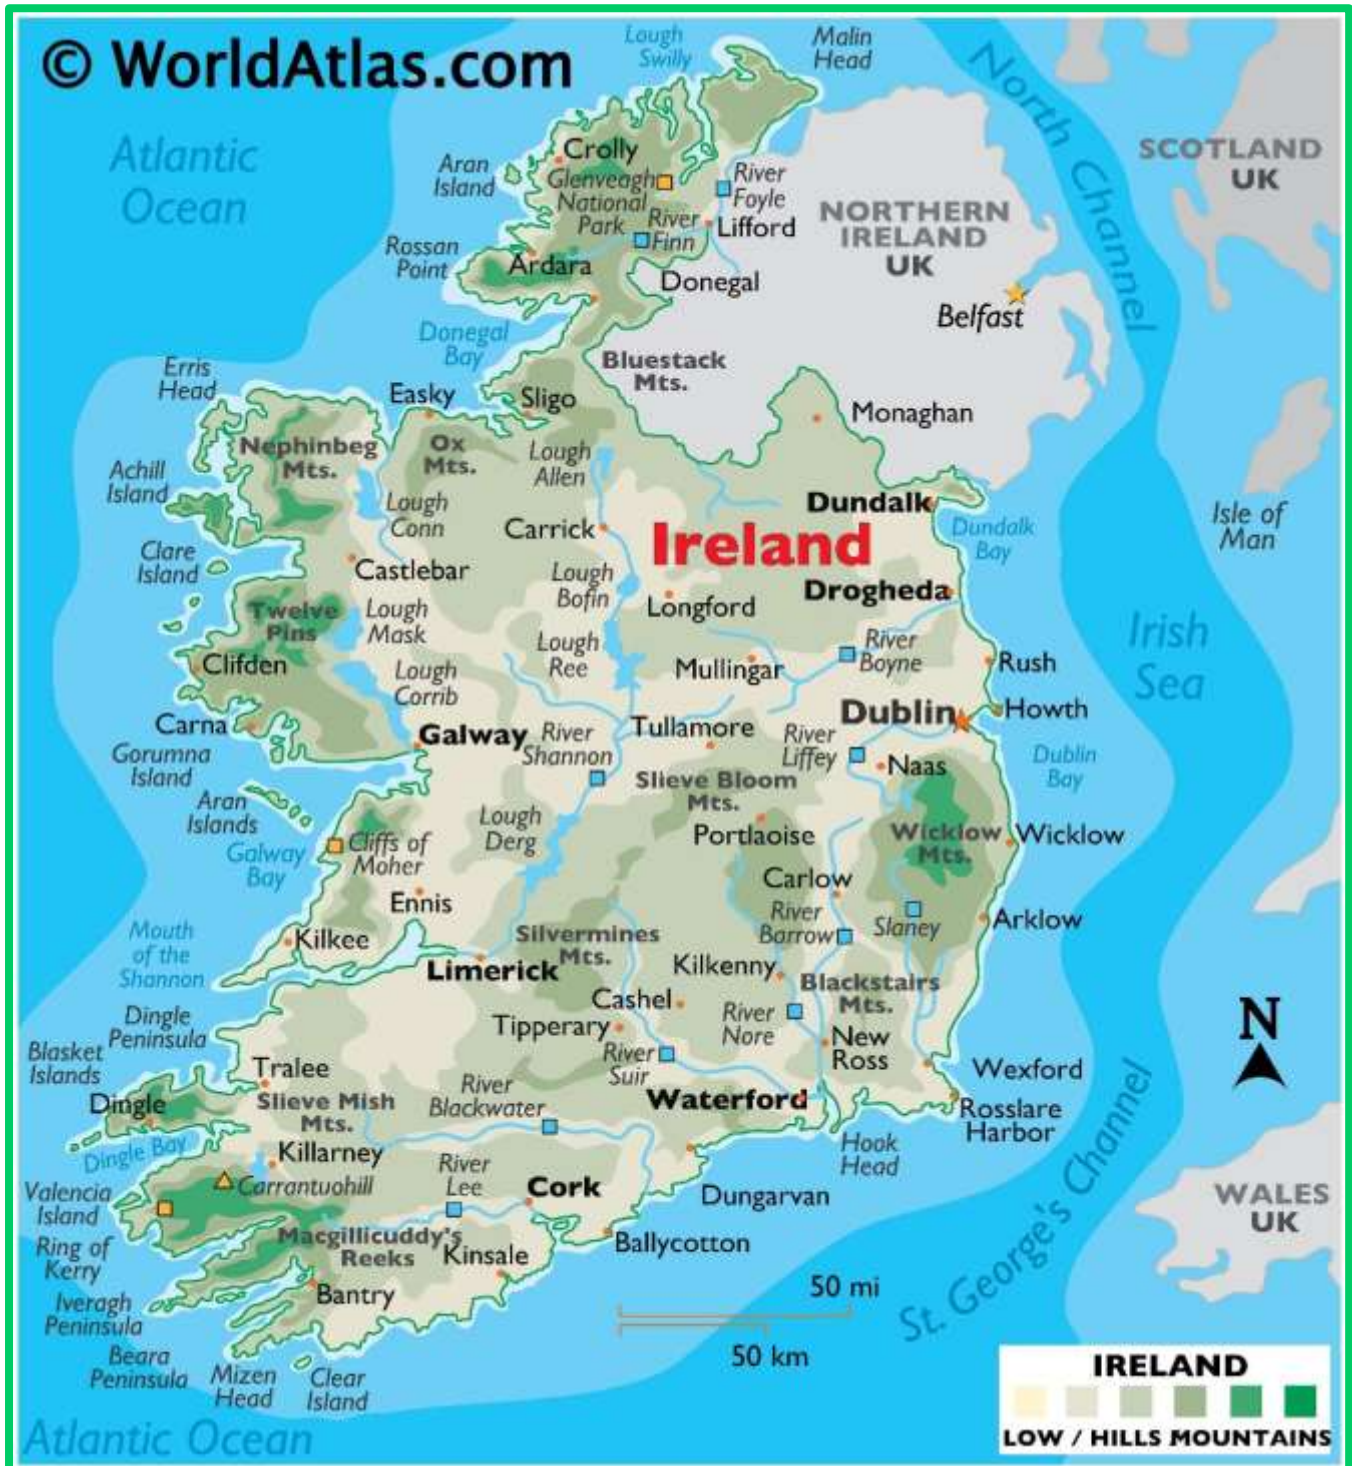 © WorldAtlas.com
Lough
Swilly
Malin
Head
North Channel
Atlantic
Ocean
SCOTLAND
UK
Aran
Island
Crolly
Glenveagh
National
Park
River
Foyle
River
Finn
Lifford
NORTHERN
IRELAND
UK
Rossan
Point
Ardara
Donegal
Belfast
Donegal
Bay
Bluestack
Mts.
Erris
Head
Easky
Sligo
Monaghan
Nephinbeg
Mts.
Ox
Mts.
Lough
Allen
Achill
Island
Lough
Conn
Carrick
Dundalk
Dundalk
Bay
Isle of
Man
Ireland
Clare
Island
Castlebar
Lough
Bofin
Longford
Drogheda
Twelve
Pins
Lough
Mask
Lough
Ree
River
Boyne
Irish
Sea
Clifden
Lough
Corrib
Mullingar
Rush
Carna
Galway
River
Shannon
Tullamore
Dublin
Howth
River
Liffey
Gorumna
Island
Naas
Dublin
Bay
Slieve Bloom
Mts.
Aran
Islands
Lough
Derg
Portlaoise
Wicklow
Mts.
Wicklow
Cliffs of
Moher
Galway
Bay
Carlow
Ennis
River
Barrow
Slaney
Arklow
Mouth
of the
Shannon
Kilkee
Silvermines
Mts.
Limerick
Kilkenny
Blackstairs
Mts.
Cashel
Dingle
Peninsula
Tipperary
River
Nore
New
Ross
N
Blasket
Islands
Tralee
River
Suir
Wexford
Dingle
Slieve Mish
Mts.
River
Blackwater
Waterford
Rosslare
Harbor
Dingle Bay
Killarney
Hook
Head
St. George's Channel
Valencia
Island
Carrantuohill
River
Lee
Cork
Dungarvan
WALES
UK
Ring of
Kerry
Macgillicuddy's
Reeks
Kinsale
Ballycotton
Iveragh
Peninsula
Bantry
50 mi
50 km
Beara
Peninsula
Mizen
Head
Clear
Island
Atlantic Ocean
IRELAND
LOW / HILLS MOUNTAINS